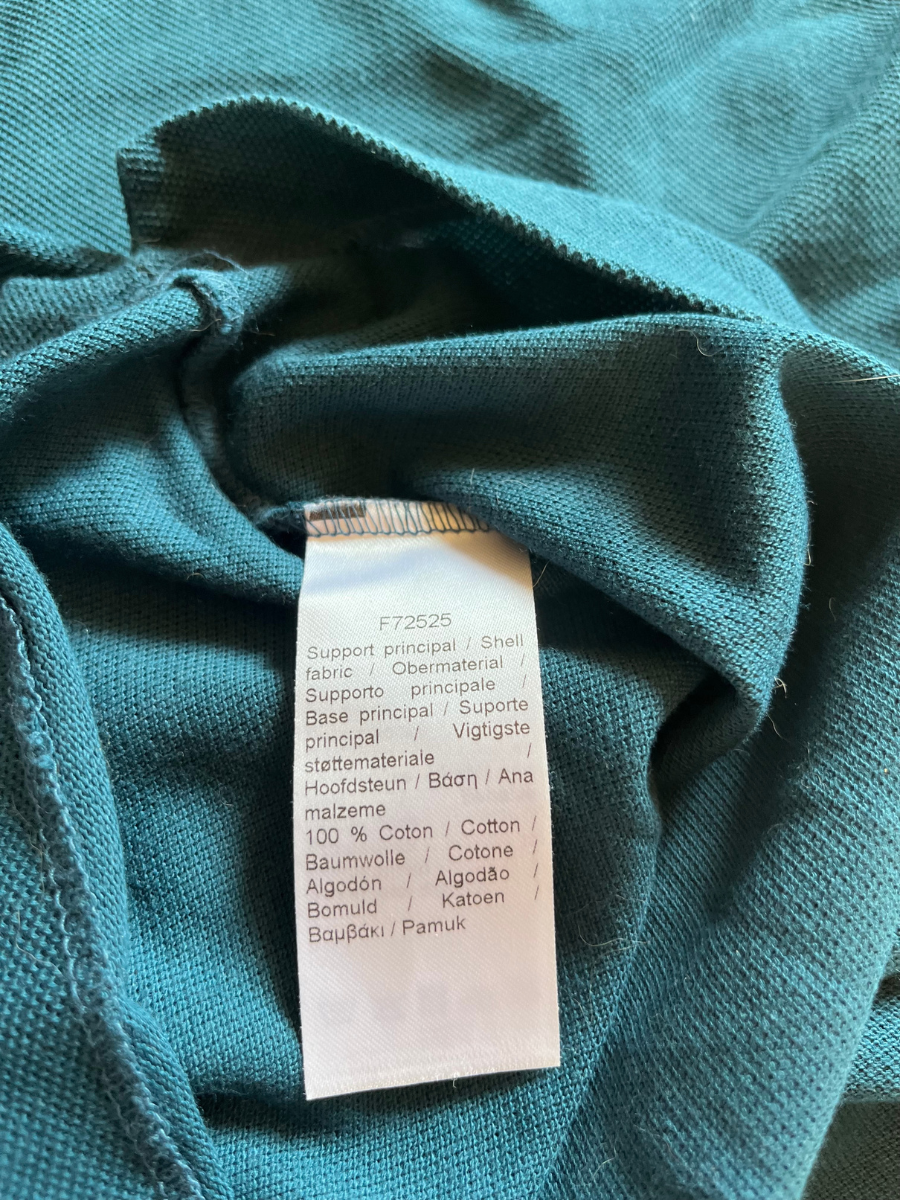 F72525
Support principal / Shell
fabric / Obermaterial /
Supporto principale /
Base principal / Suporte
principal / Vigtigste
støttemateriale /
Hoofdsteun / Βάση / Ana
malzeme
100 % Coton / Cotton /
Baumwolle / Cotone /
Algodón / Algodão /
Bomuld / Katoen /
Βαμβάκι / Pamuk